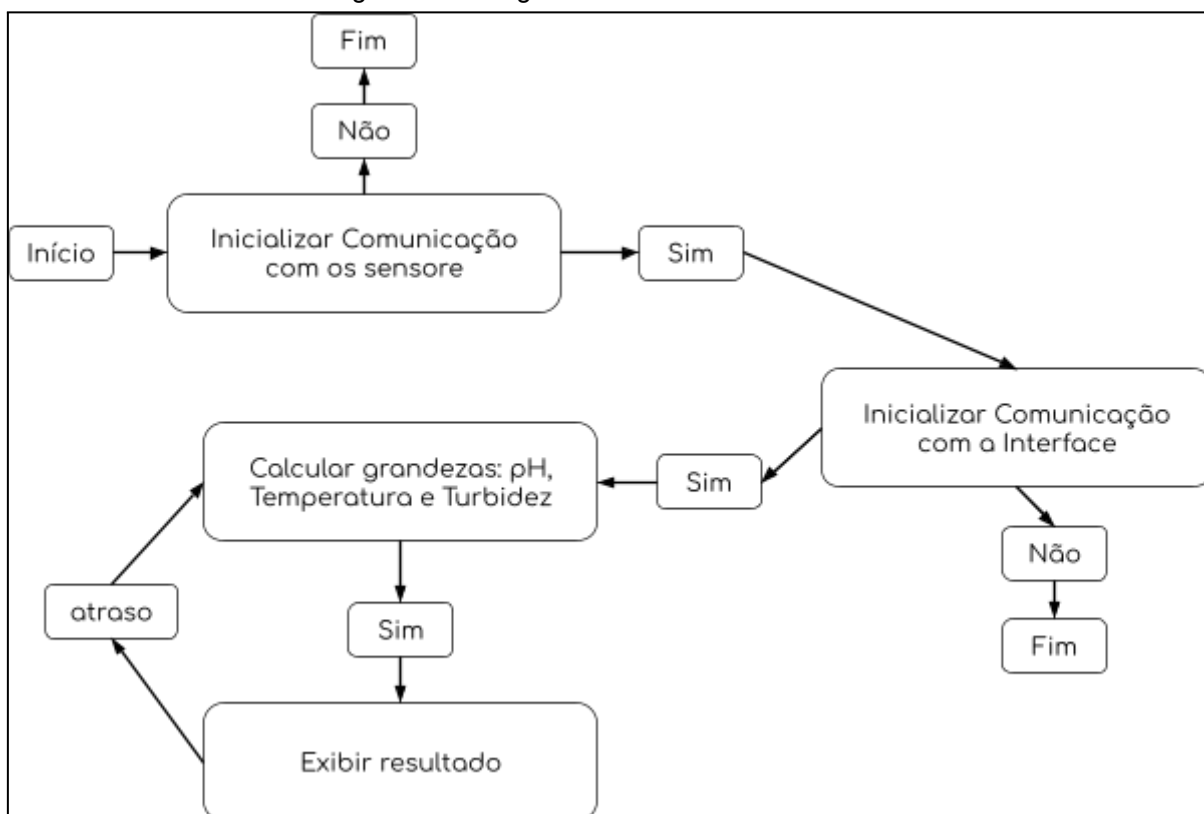 Fim
Não
Início
Inicializar Comunicação
com os sensore
Sim
Inicializar Comunicação
com a Interface
Sim
Calcular grandezas: pH,
Temperatura e Turbidez
Não
Fim
atraso
Sim
Exibir resultado